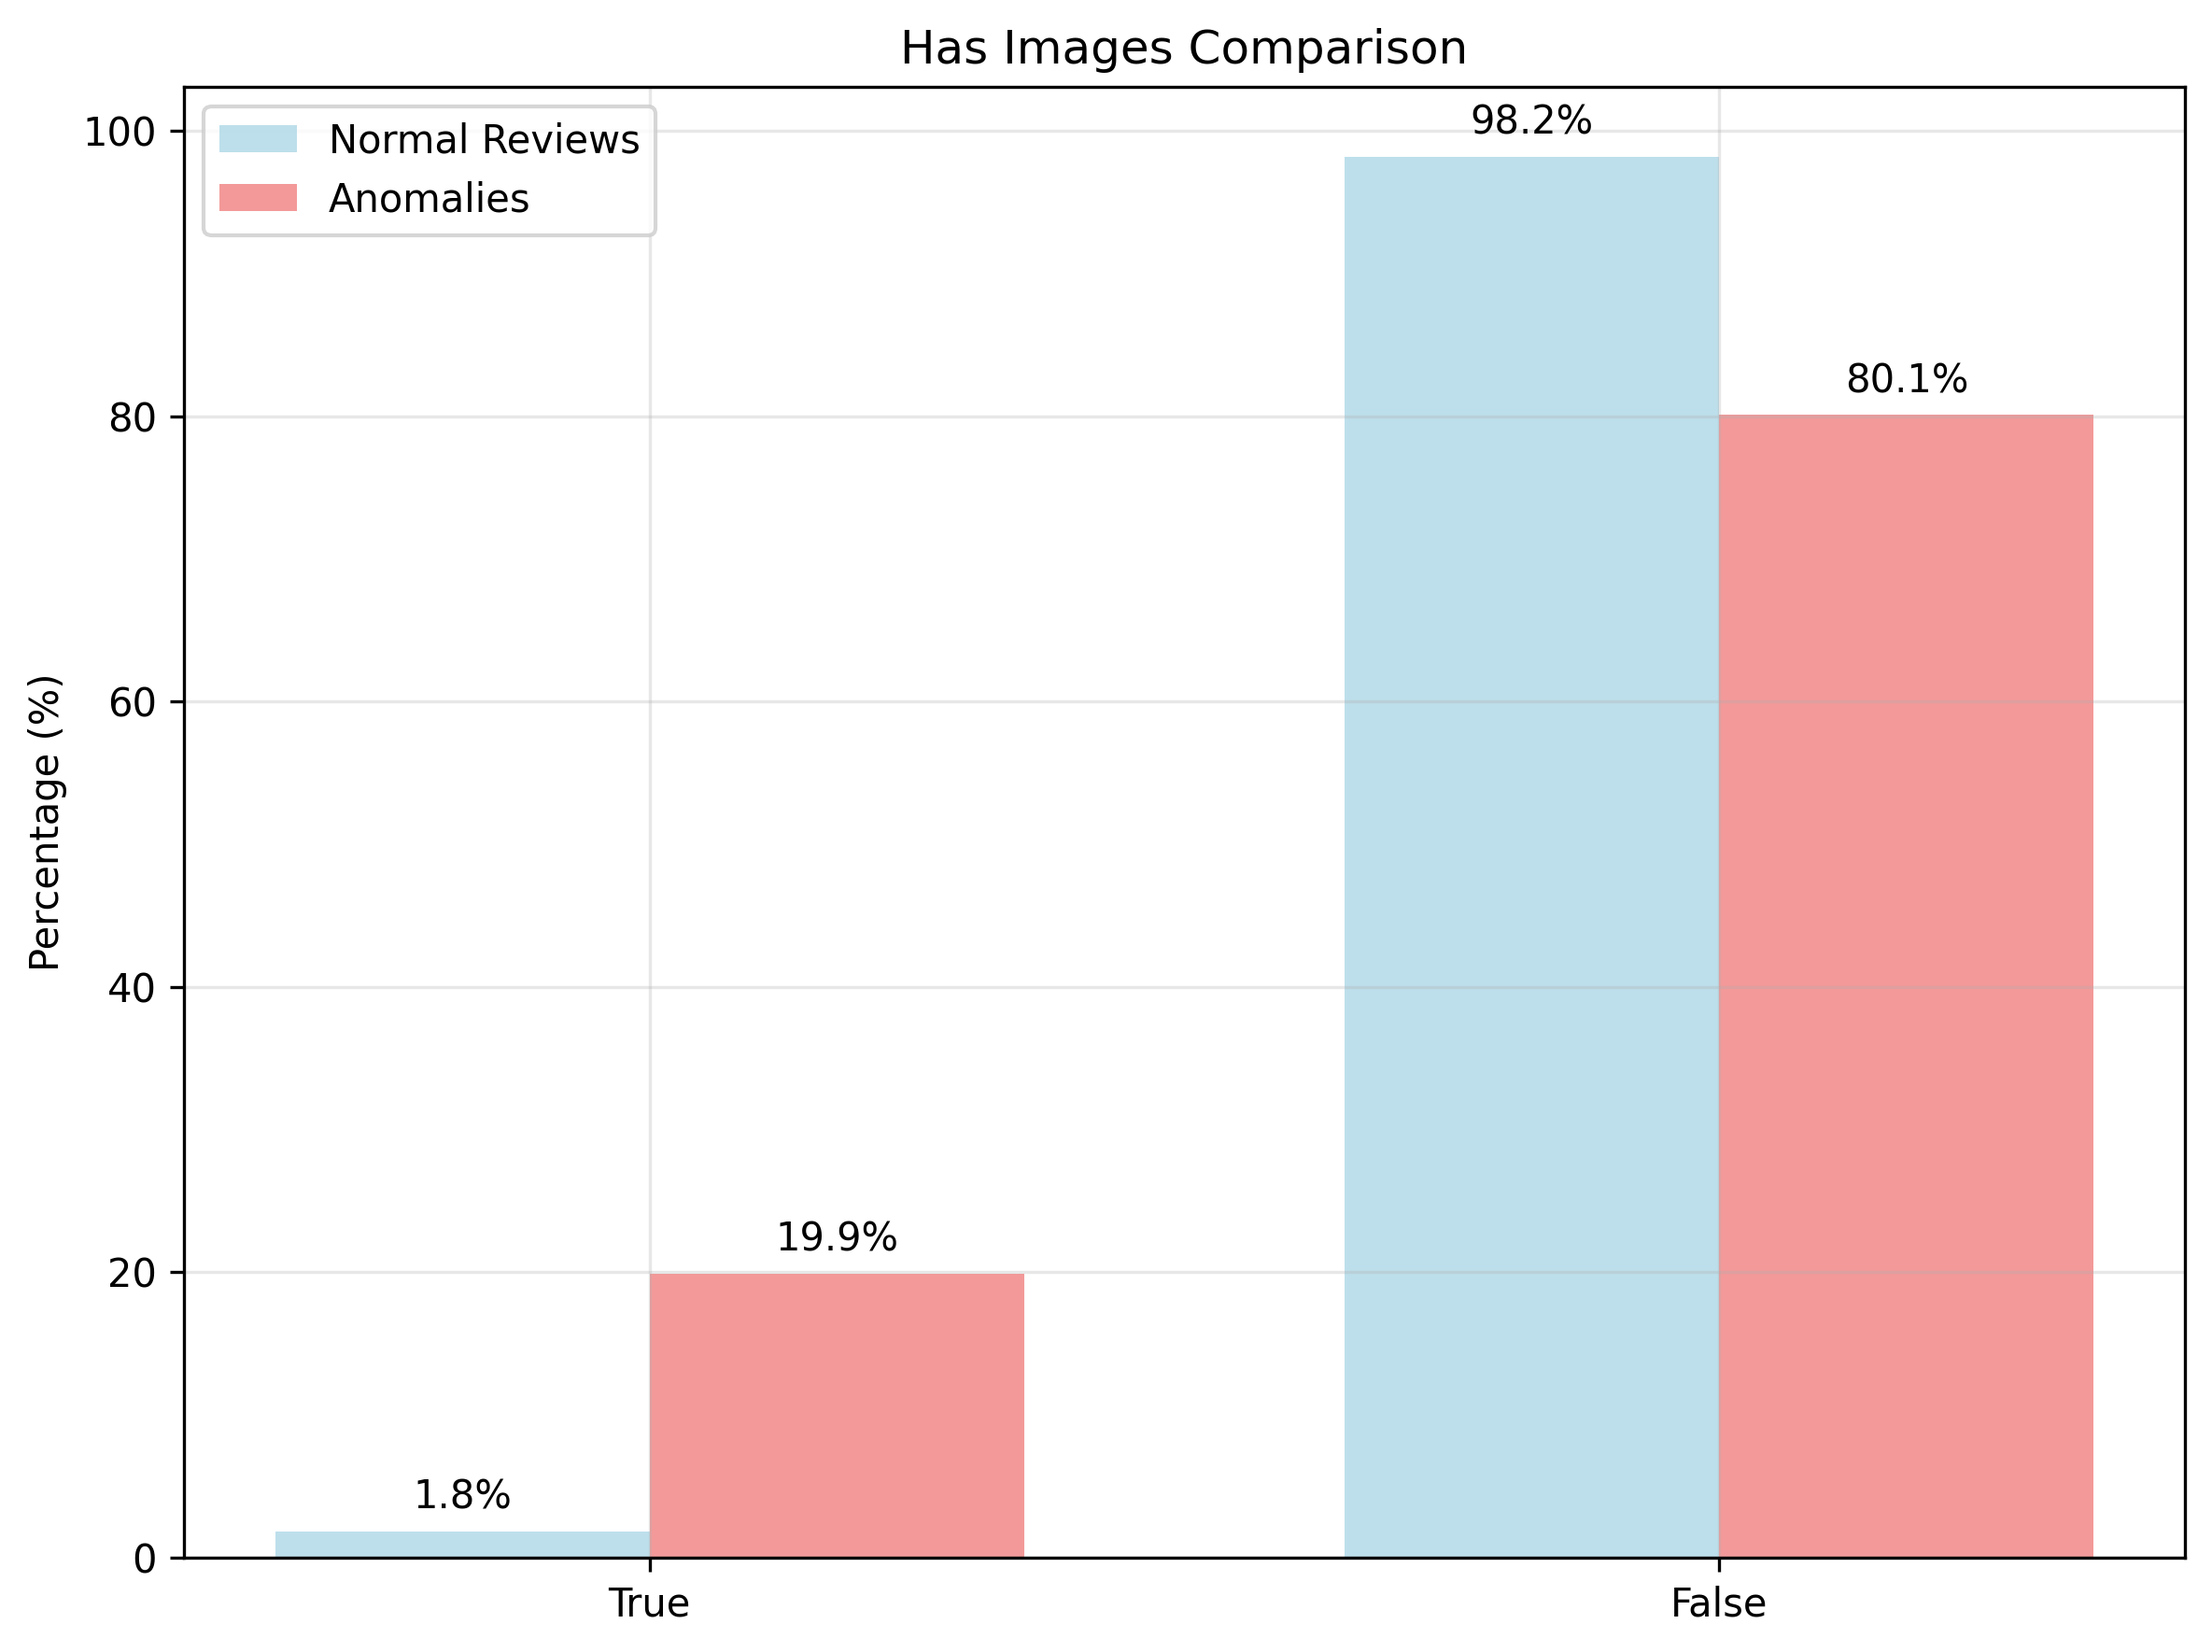 Has Images Comparison
Normal Reviews
Anomalies
Percentage (%)
100
80
60
40
20
0
98.2%
80.1%
19.9%
1.8%
True
False